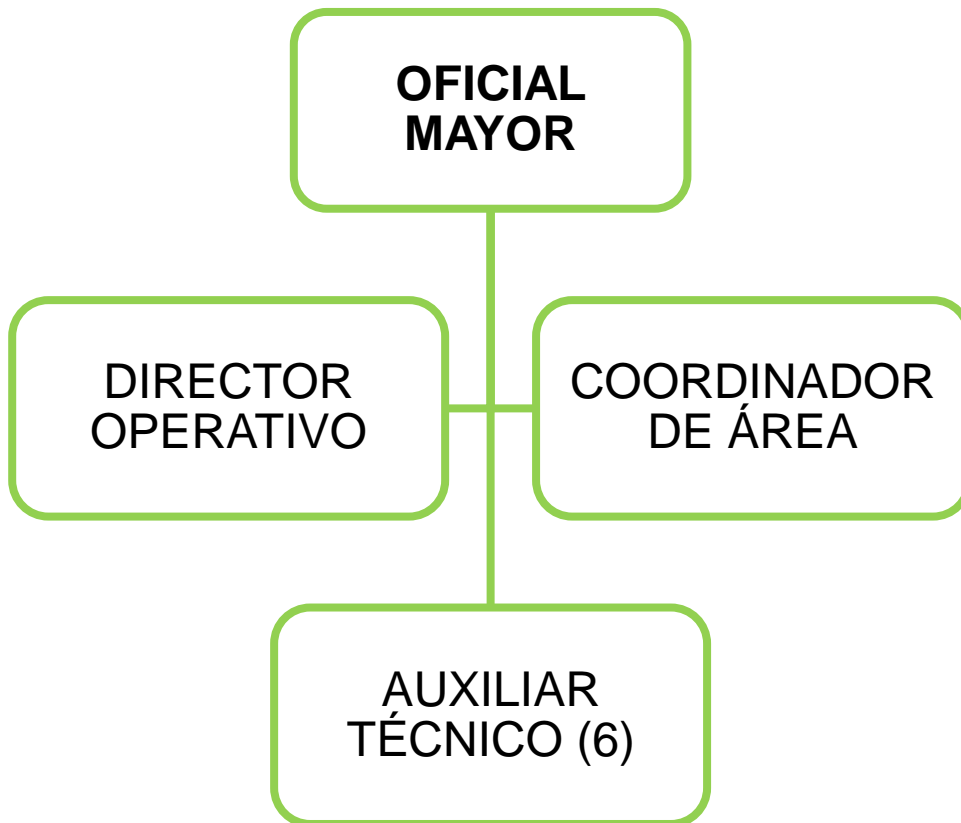 OFICIAL
MAYOR
DIRECTOR
OPERATIVO
COORDINADOR
DE ÁREA
AUXILIAR
TÉCNICO (6)